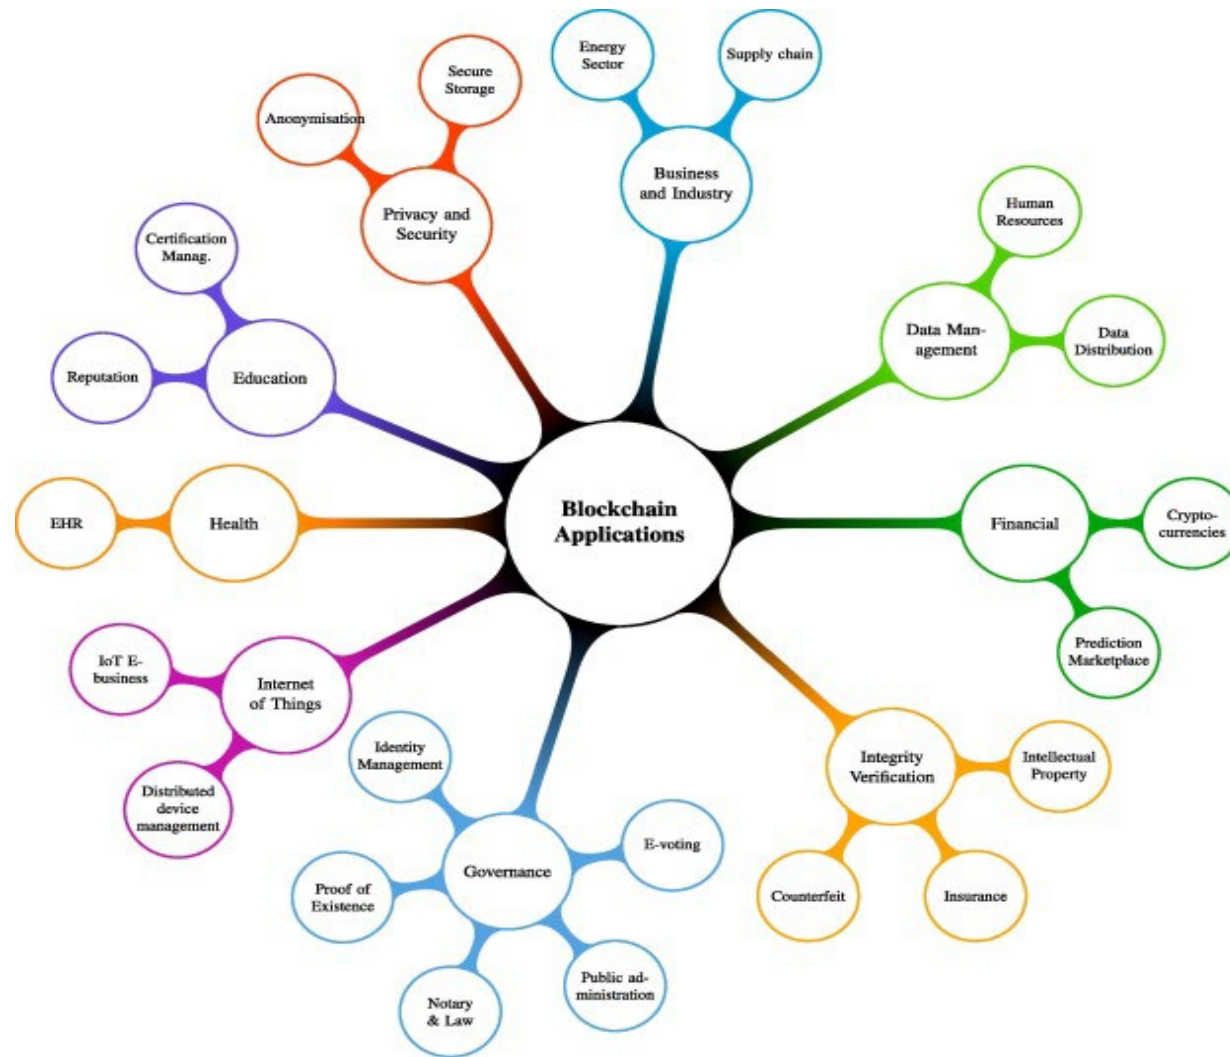 Blockchain
Applications
Business
and Industry
Energy
Sector
Supply chain
Data Man-
agement
Human
Resources
Data
Distribution
Financial
Crypto-
currencies
Prediction
Marketplace
Integrity
Verification
Intellectual
Property
Insurance
Counterfeit
Governance
E-voting
Public ad-
ministration
Notary
& Law
Proof of
Existence
Identity
Management
Internet
of Things
Distributed
device
management
IoT E-
business
Health
EHR
Education
Reputation
Certification
Manag.
Privacy and
Security
Anonymisation
Secure
Storage